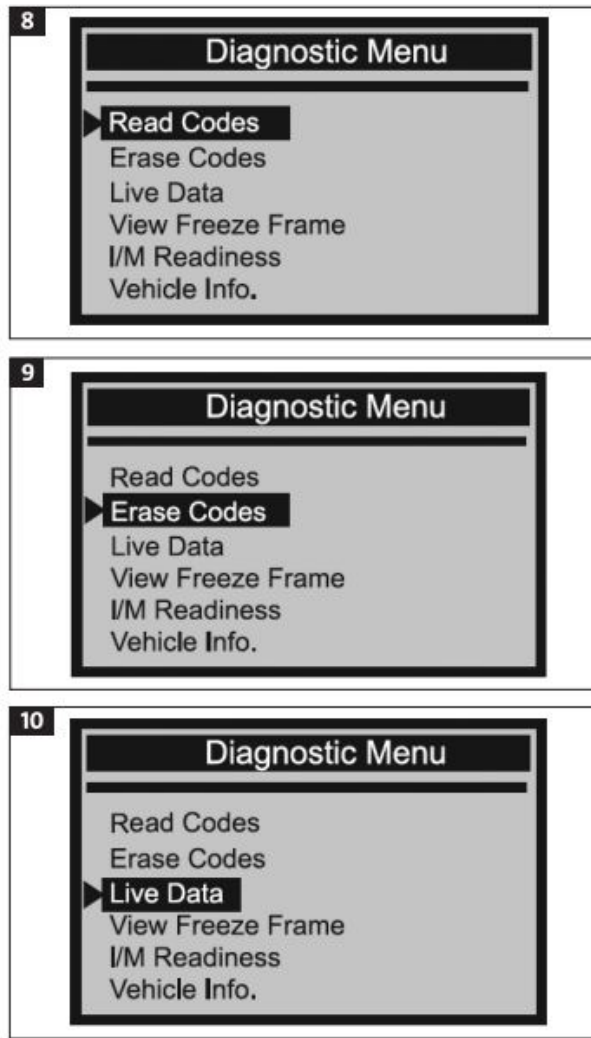 8
Diagnostic Menu
Read Codes
Erase Codes
Live Data
View Freeze Frame
I/M Readiness
Vehicle Info.
9
Diagnostic Menu
Read Codes
Erase Codes
Live Data
View Freeze Frame
I/M Readiness
Vehicle Info.
10
Diagnostic Menu
Read Codes
Erase Codes
Live Data
View Freeze Frame
I/M Readiness
Vehicle Info.